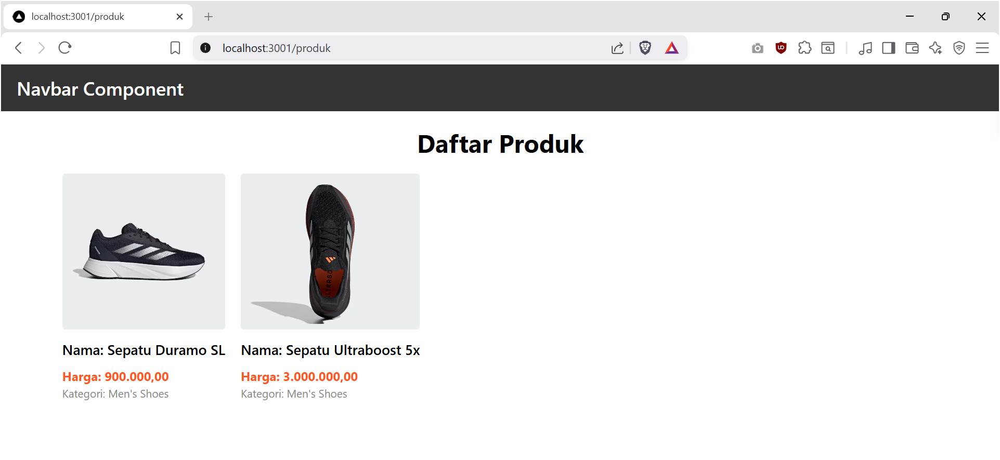 localhost:3001/produk
localhost:3001/produk
Navbar Component
Daftar Produk
ULTRABO
Nama: Sepatu Duramo SL
Harga: 900.000,00
Kategori: Men's Shoes
Nama: Sepatu Ultraboost 5x
Harga: 3.000.000,00
Kategori: Men's Shoes